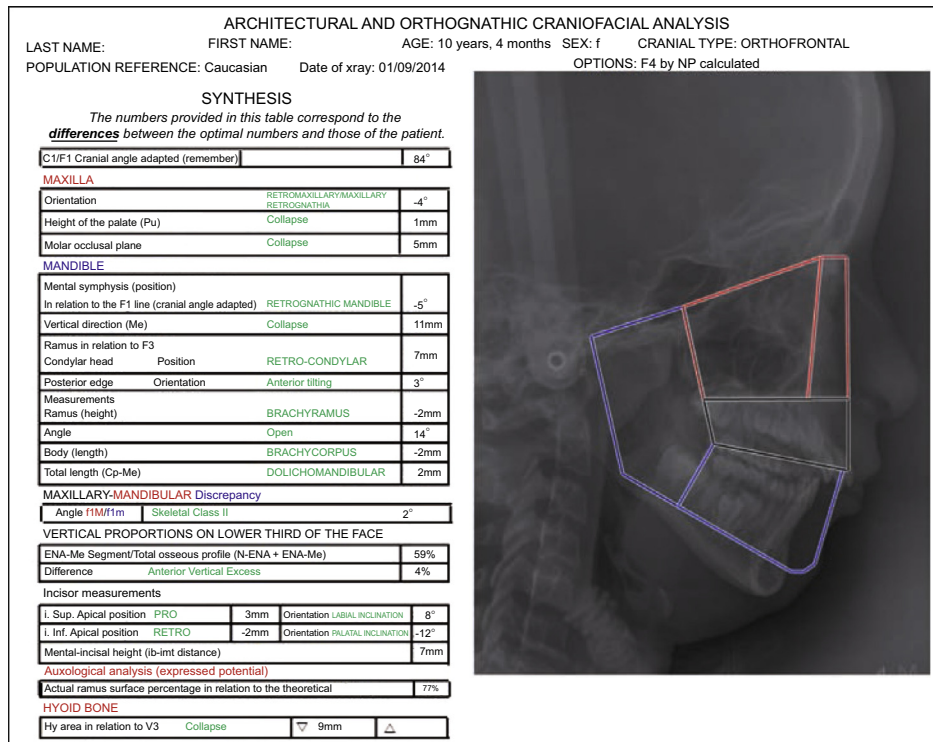 ARCHITECTURAL AND ORTHOGNATHIC CRANIOFACIAL ANALYSIS
LAST NAME: FIRST NAME: AGE: 10 years, 4 months SEX: f CRANIAL TYPE: ORTHOFRONTAL
POPULATION REFERENCE: Caucasian Date of xray: 01/09/2014 OPTIONS: F4 by NP calculated
SYNTHESIS
The numbers provided in this table correspond to the
differences between the optimal numbers and those of the patient.
C1/F1 Cranial angle adapted (remember) 84°
MAXILLA
Orientation RETROMAXILLARY/MAXILLARY RETROGNATHIA -4°
Height of the palate (Pu) Collapse 1mm
Molar occlusal plane Collapse 5mm
MANDIBLE
Mental symphysis (position)
In relation to the F1 line (cranial angle adapted) RETROGNATHIC MANDIBLE -5°
Vertical direction (Me) Collapse 11mm
Ramus in relation to F3
Condylar head Position RETRO-CONDYLAR 7mm
Posterior edge Orientation Anterior tilting 3°
Measurements
Ramus (height) BRACHYRAMUS -2mm
Angle Open 14°
Body (length) BRACHYCORPUS -2mm
Total length (Cp-Me) DOLICHOMANDIBULAR 2mm
MAXILLARY-MANDIBULAR Discrepancy
Angle f1M/f1m Skeletal Class II 2°
VERTICAL PROPORTIONS ON LOWER THIRD OF THE FACE
ENA-Me Segment/Total osseous profile (N-ENA + ENA-Me) 59%
Difference Anterior Vertical Excess 4%
Incisor measurements
i. Sup. Apical position PRO 3mm Orientation LABIAL INCLINATION 8°
i. Inf. Apical position RETRO -2mm Orientation PALATAL INCLINATION -12°
Mental-incisal height (ib-imt distance) 7mm
Auxological analysis (expressed potential)
Actual ramus surface percentage in relation to the theoretical 77%
HYOID BONE
Hy area in relation to V3 Collapse ▽ 9mm △